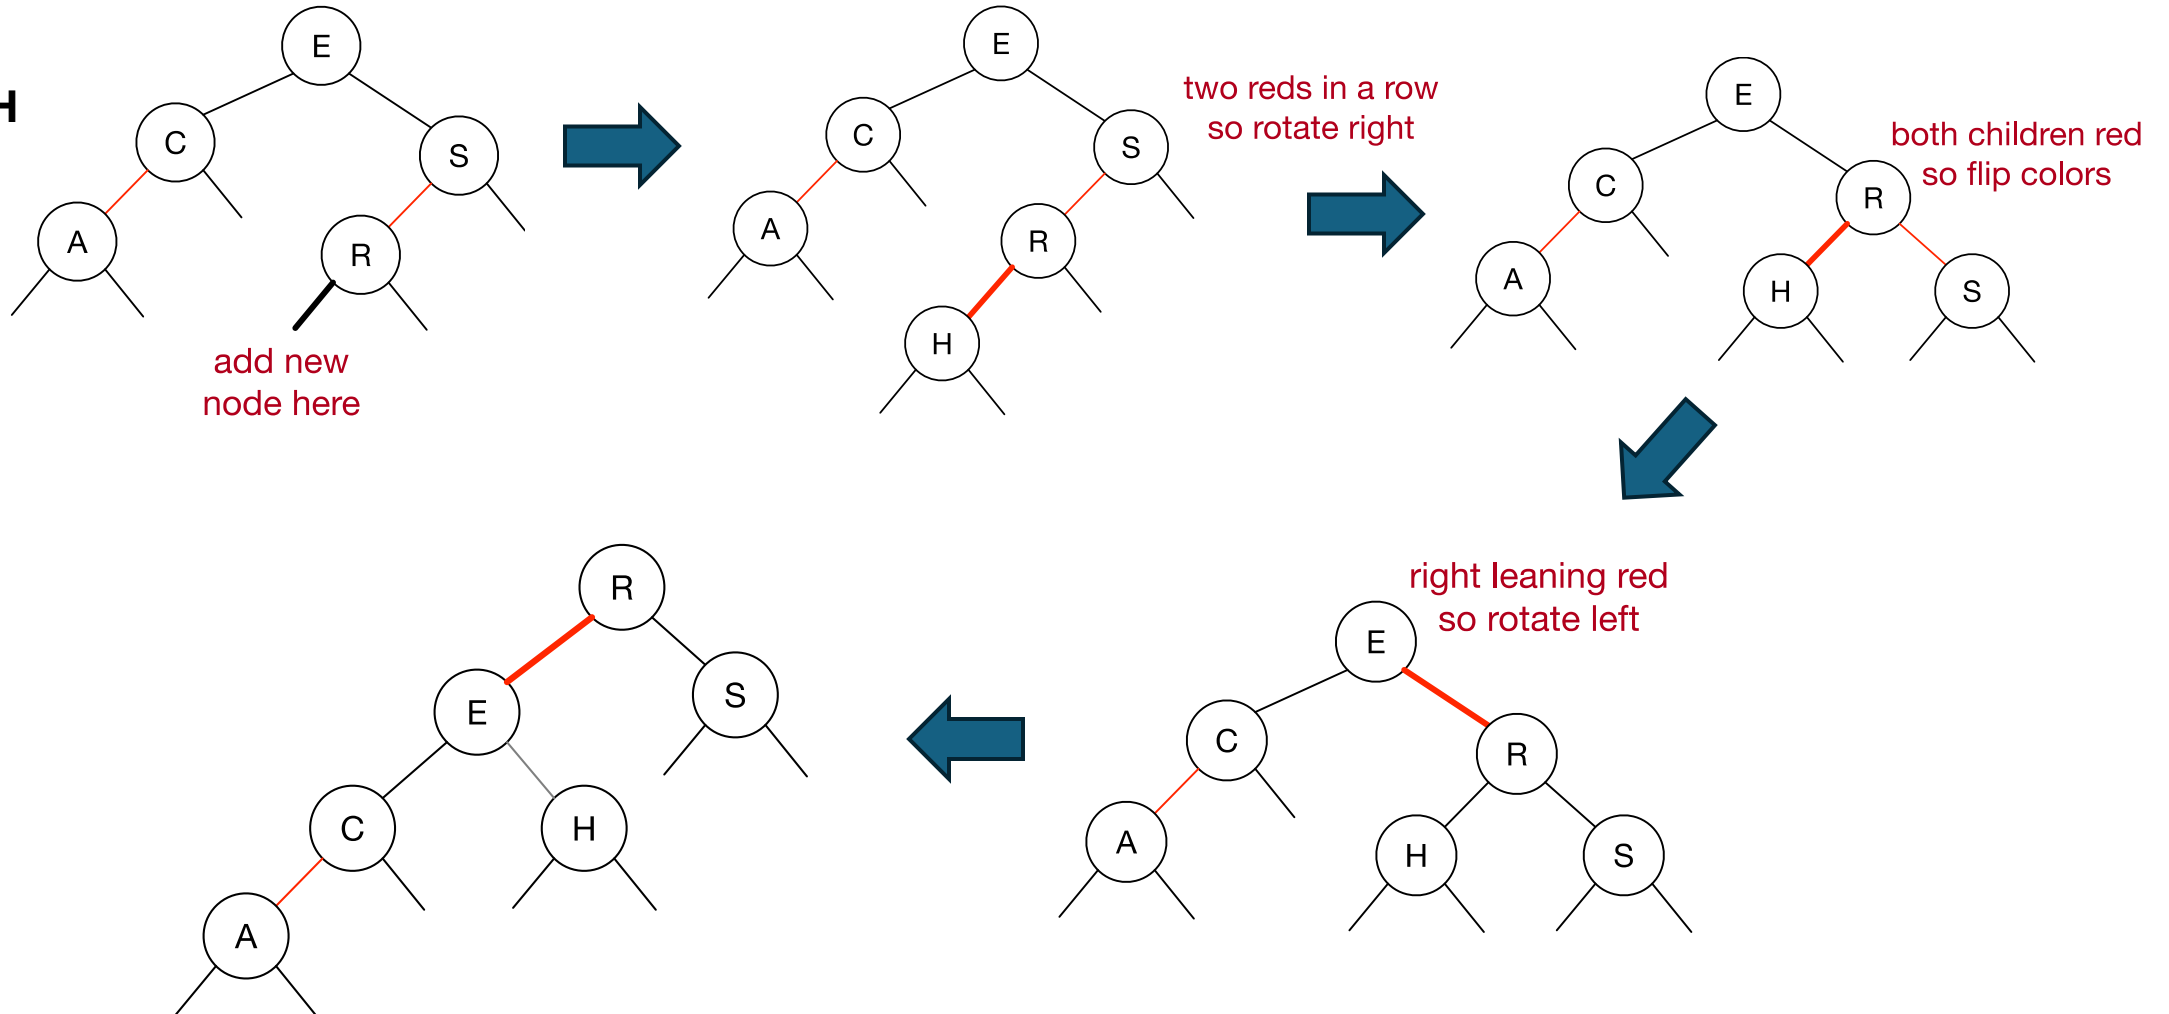 H
E
C
S
A
R
add new
node here
E
C
S
A
R
H
two reds in a row
so rotate right
E
C
R
A
H
S
both children red
so flip colors
right leaning red
so rotate left
E
C
R
A
H
S
R
E
S
C
H
A